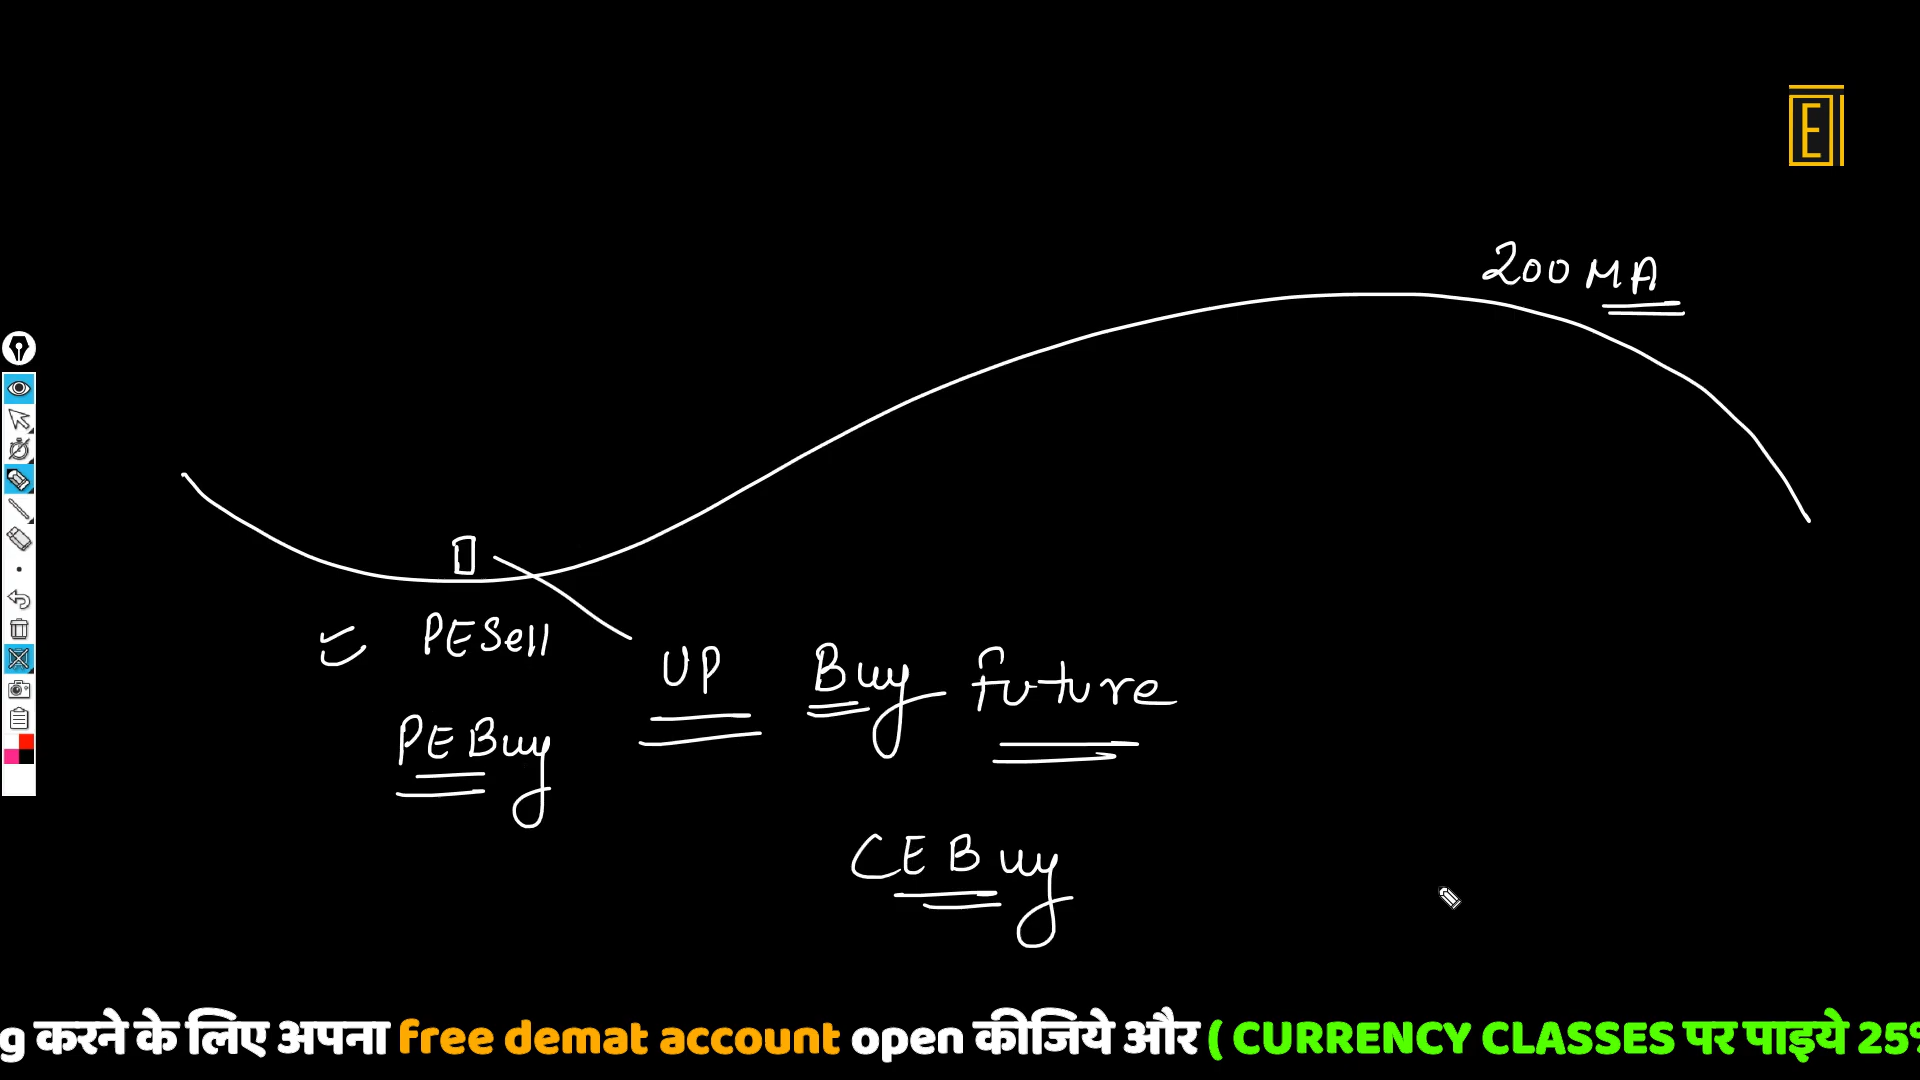 E
200 MA
PE Sell
UP Buy future
PE Buy
CE Buy
g करने के लिए अपना free demat account open कीजिये और ( CURRENCY CLASSES पर पाइये 25%